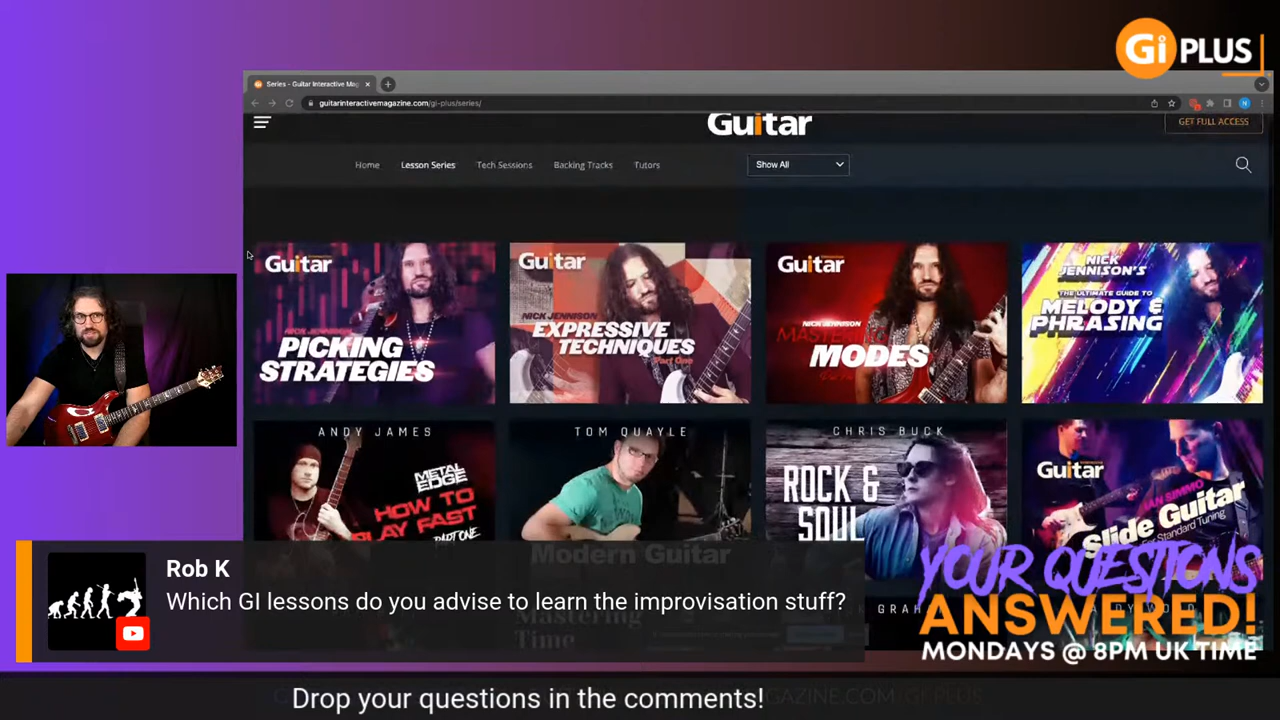 Gi PLUS
Series - Guitar Interactive Mag
guitarinteractivemagazine.com/gi-plus/series/
Guitar
GET FULL ACCESS
Home
Lesson Series
Tech Sessions
Backing Tracks
Tutors
Show All
Guitar
NICK JENNISON
PICKING
STRATEGIES
Guitar
NICK JENNISON
EXPRESSIVE
TECHNIQUES
Part One
Guitar
NICK JENNISON
MODES
NICK
JENNISON'S
THE ULTIMATE GUIDE TO
MELODY &
PHRASING
ANDY JAMES
METAL
EDGE
HOW TO
PLAY FAST
PART ONE
TOM QUAYLE
Modern Guitar
CHRIS BUCK
ROCK &
SOUL
Guitar
Slide Guitar
Standard Tuning
Mastering
Time
Rob K
Which GI lessons do you advise to learn the improvisation stuff?
YOUR QUESTIONS
ANSWERED!
MONDAYS @ 8PM UK TIME
Drop your questions in the comments!